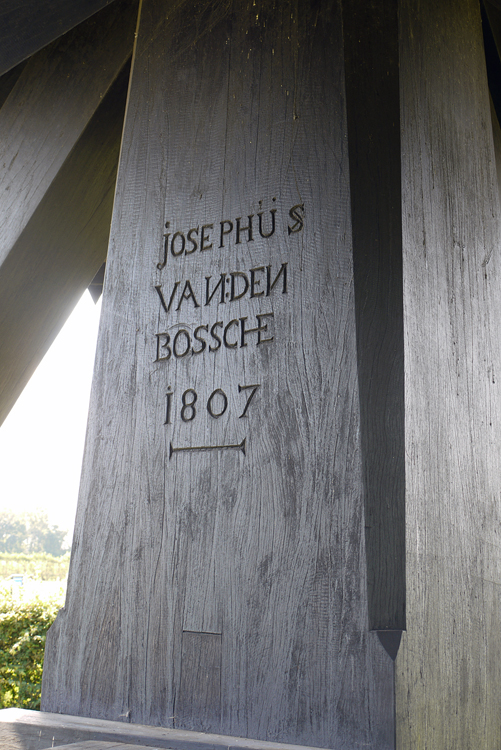 JOSEPHÜS
VAN:DEN
BOSSCHE
1807